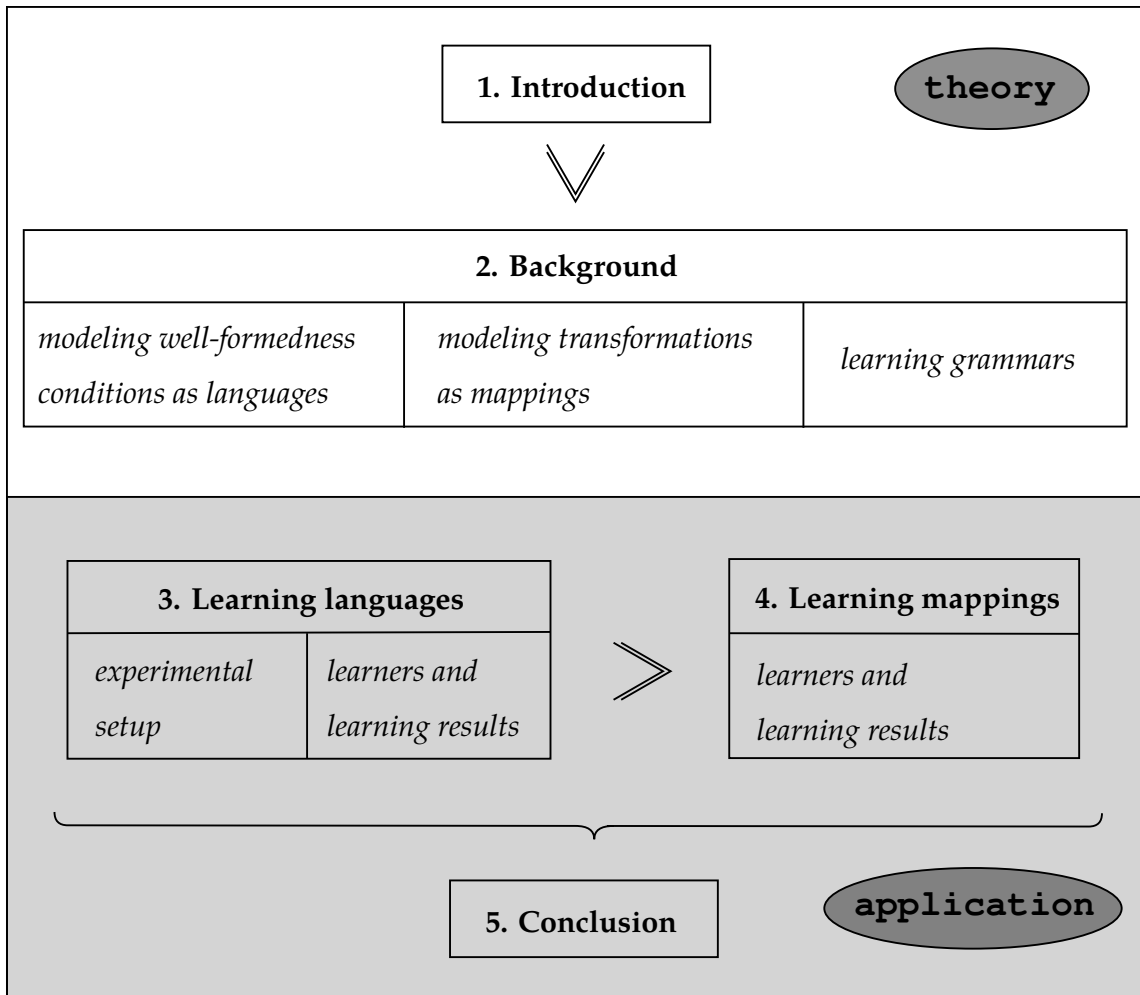 1. Introduction
theory
2. Background
modeling well-formedness
conditions as languages
modeling transformations
as mappings
learning grammars
3. Learning languages
experimental
setup
learners and
learning results
4. Learning mappings
learners and
learning results
5. Conclusion
application